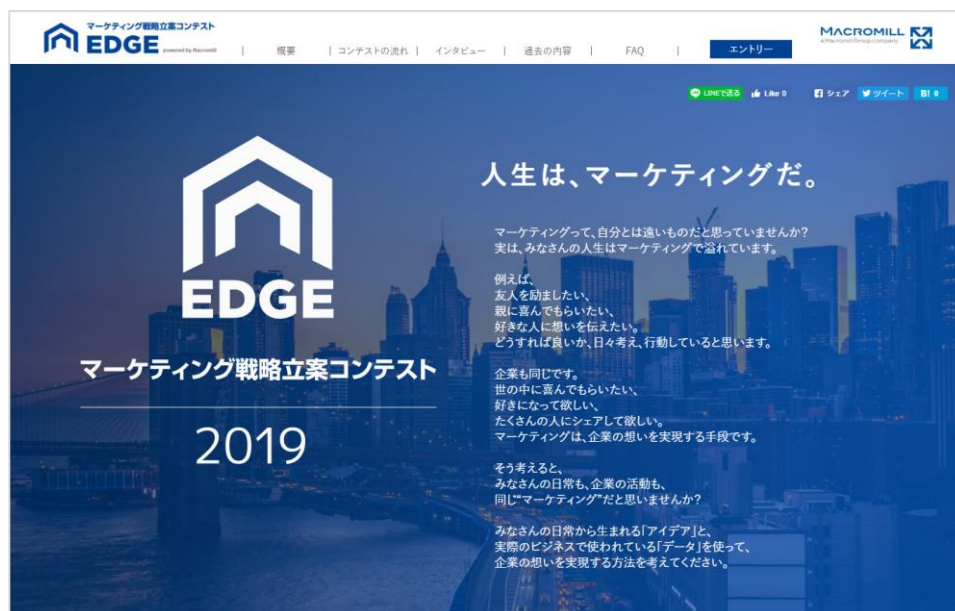 マーケティング戦略立案コンテスト
EDGE powered by Macromill
| 概要 | コンテストの流れ | インタビュー | 過去の内容 | FAQ | エントリー
MACROMILL
a MacromillGroup company
LINEで送る Like 0 シェア ツイート B! 0
EDGE
マーケティング戦略立案コンテスト
2019
人生は、マーケティングだ。
マーケティングって、自分とは遠いものだと思っていませんか?
実は、みなさんの人生はマーケティングで溢れています。
例えば、
友人を励ましたい、
親に喜んでもらいたい、
好きな人に想いを伝えたい。
どうすれば良いか、日々考え、行動していると思います。
企業も同じです。
世の中に喜んでもらいたい、
好きになって欲しい、
たくさんの人にシェアして欲しい。
マーケティングは、企業の想いを実現する手段です。
そう考えると、
みなさんの日常も、企業の活動も、
同じ"マーケティング"だと思いませんか?
みなさんの日常から生まれる「アイデア」と、
実際のビジネスで使われている「データ」を使って、
企業の想いを実現する方法を考えてください。